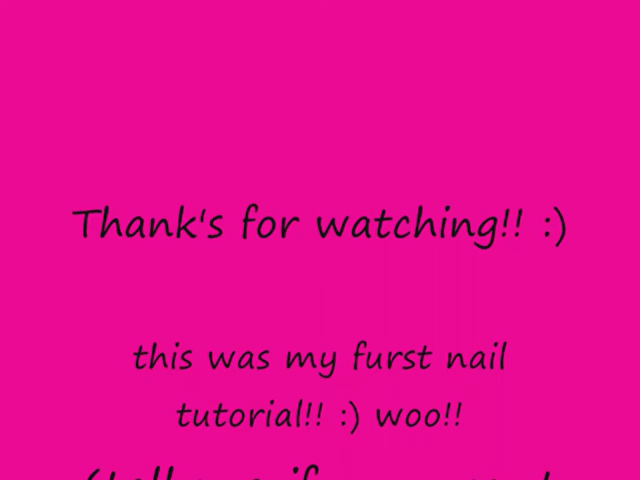 Thank's for watching!! :)
this was my furst nail
tutorial!! :) woo!!